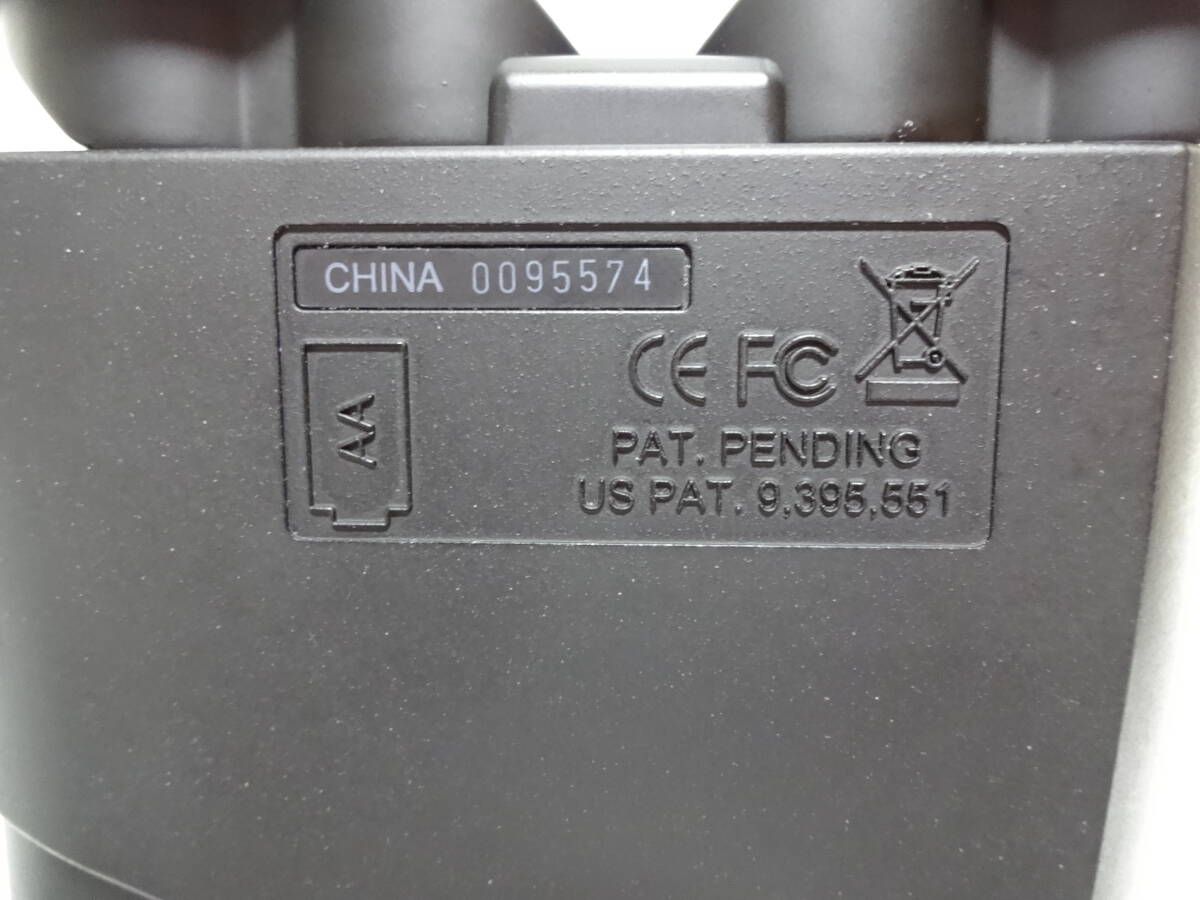 CHINA 0095574
AA
CE FC
PAT. PENDING
US PAT. 9,395,551